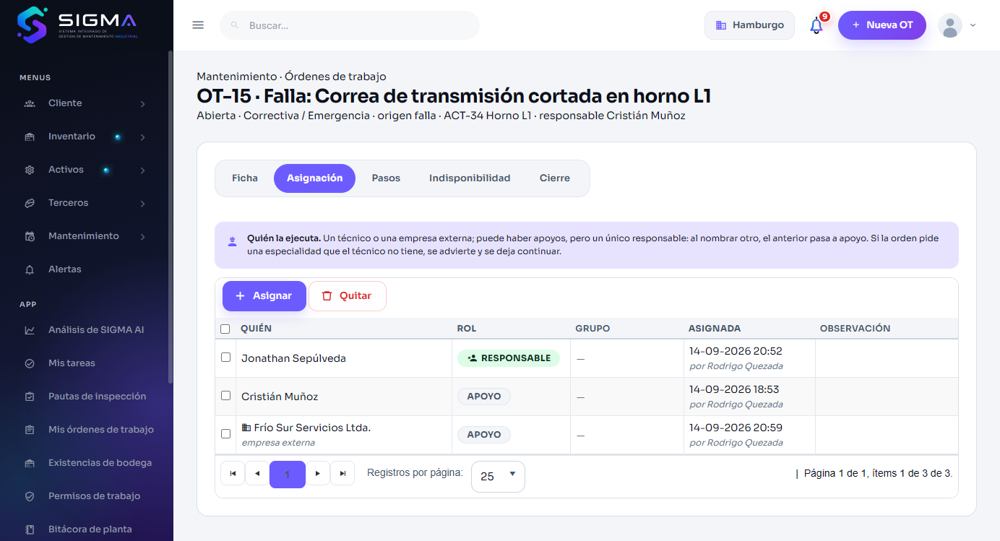 SIGMA
SISTEMA INTEGRADO DE
GESTIÓN DE MANTENIMIENTO INDUSTRIAL
Buscar...
Hamburgo
9
+ Nueva OT
MENUS
Cliente
Inventario
Activos
Terceros
Mantenimiento
Alertas
APP
Análisis de SIGMA AI
Mis tareas
Pautas de inspección
Mis órdenes de trabajo
Existencias de bodega
Permisos de trabajo
Bitácora de planta
Mantenimiento · Órdenes de trabajo
OT-15 · Falla: Correa de transmisión cortada en horno L1
Abierta · Correctiva / Emergencia · origen falla · ACT-34 Horno L1 · responsable Cristián Muñoz
Ficha Asignación Pasos Indisponibilidad Cierre
Quién la ejecuta. Un técnico o una empresa externa; puede haber apoyos, pero un único responsable: al nombrar otro, el anterior pasa a apoyo. Si la orden pide
una especialidad que el técnico no tiene, se advierte y se deja continuar.
+ Asignar Quitar
QUIÉN ROL GRUPO ASIGNADA OBSERVACIÓN
Jonathan Sepúlveda RESPONSABLE — 14-09-2026 20:52
por Rodrigo Quezada
Cristián Muñoz APOYO — 14-09-2026 18:53
por Rodrigo Quezada
Frío Sur Servicios Ltda. APOYO — 14-09-2026 20:59
empresa externa por Rodrigo Quezada
1 Registros por página: 25 | Página 1 de 1, ítems 1 de 3 de 3.